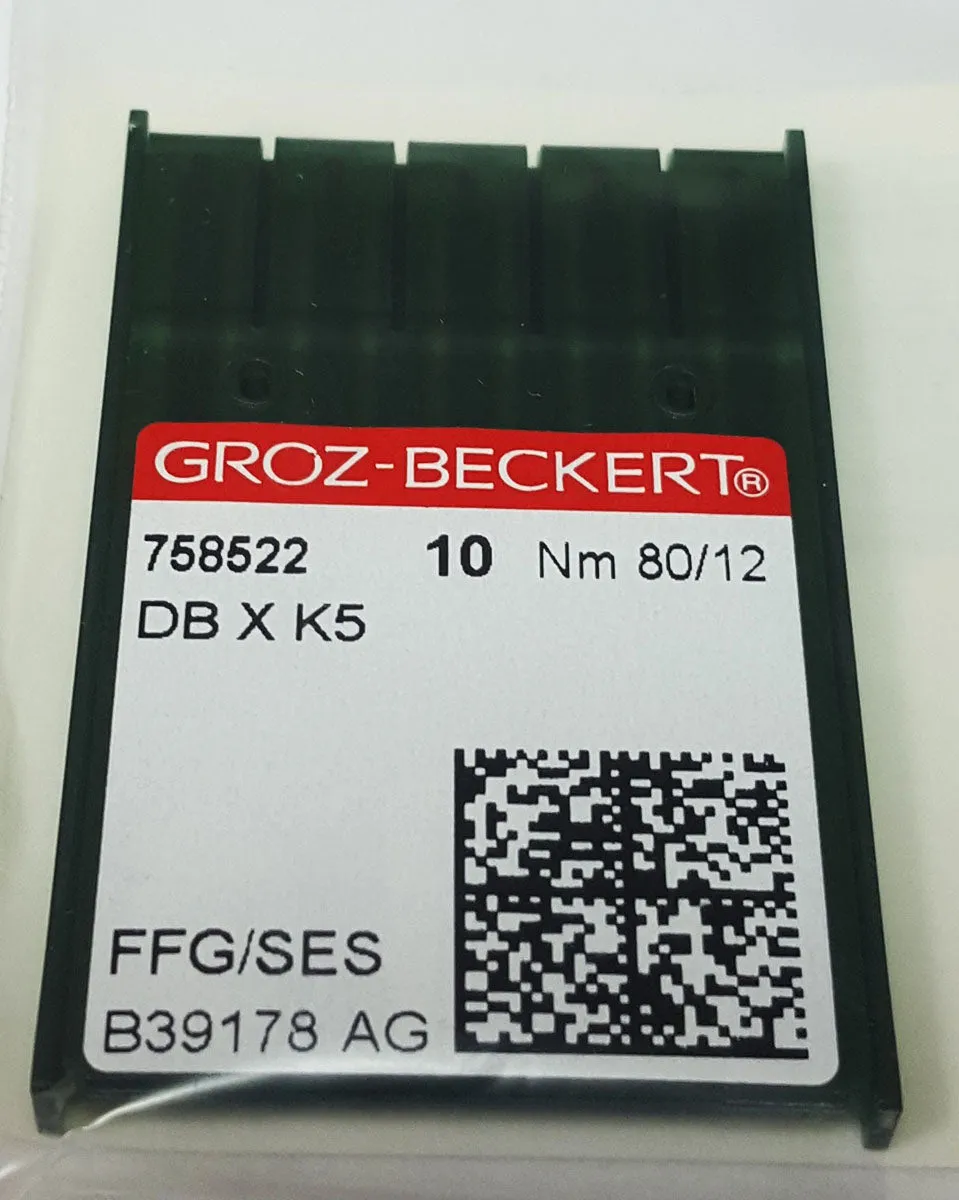 GROZ-BECKERT®
758522 10 Nm 80/12
DB X K5
FFG/SES
B39178 AG